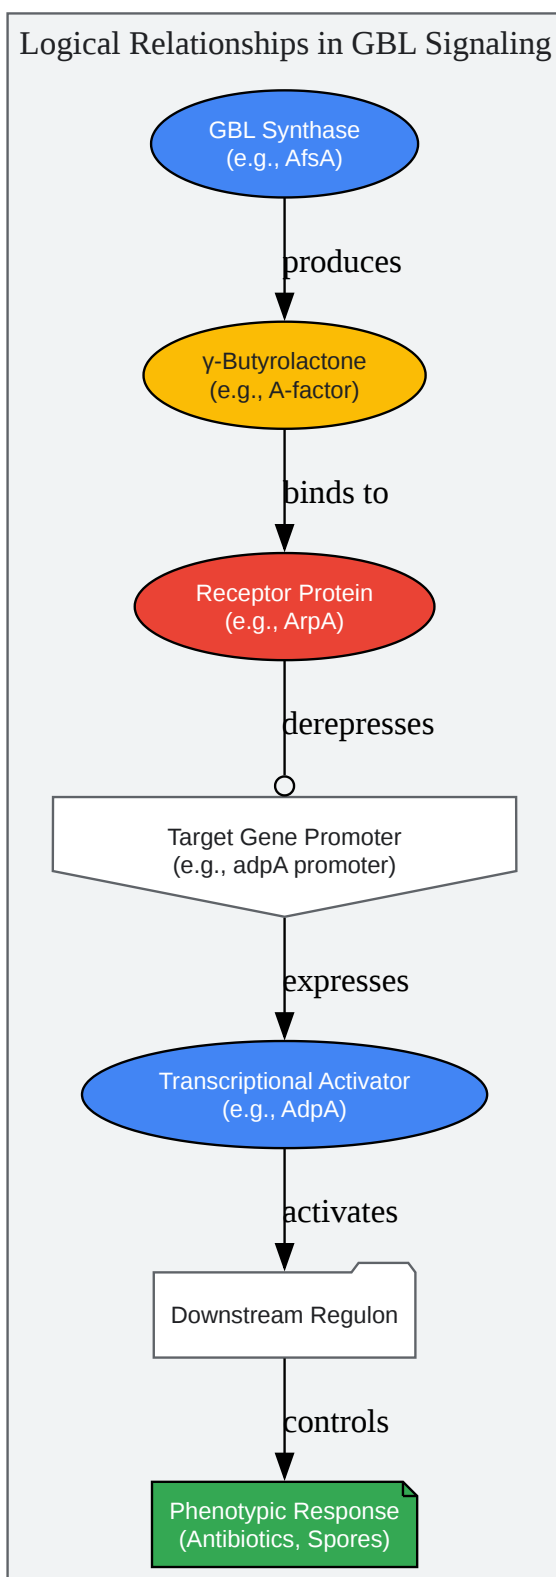 Logical Relationships in GBL Signaling
GBL Synthase
(e.g., AfsA)
produces
γ-Butyrolactone
(e.g., A-factor)
binds to
Receptor Protein
(e.g., ArpA)
derepresses
Target Gene Promoter
(e.g., adpA promoter)
expresses
Transcriptional Activator
(e.g., AdpA)
activates
Downstream Regulon
controls
Phenotypic Response
(Antibiotics, Spores)